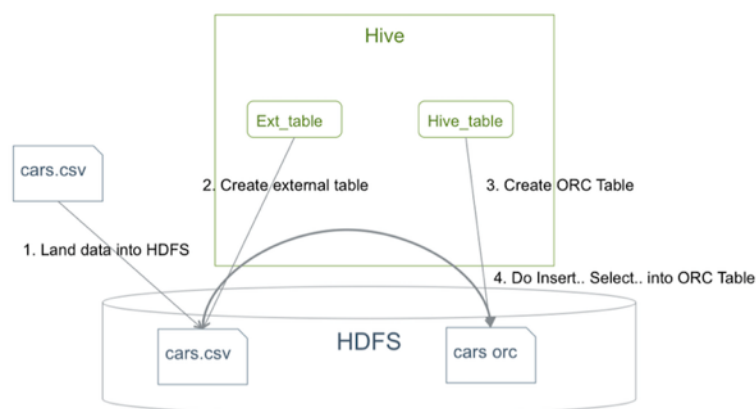 Hive
Ext_table
Hive_table
cars.csv
2. Create external table
3. Create ORC Table
1. Land data into HDFS
4. Do Insert.. Select.. into ORC Table
cars.csv
HDFS
cars orc